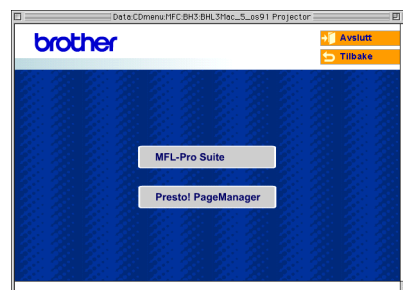 Data:CDmenu:MFC:BH3:BHL3Mac_5_os91 Projector
brother
Avslutt
Tilbake
MFL-Pro Suite
Presto! PageManager